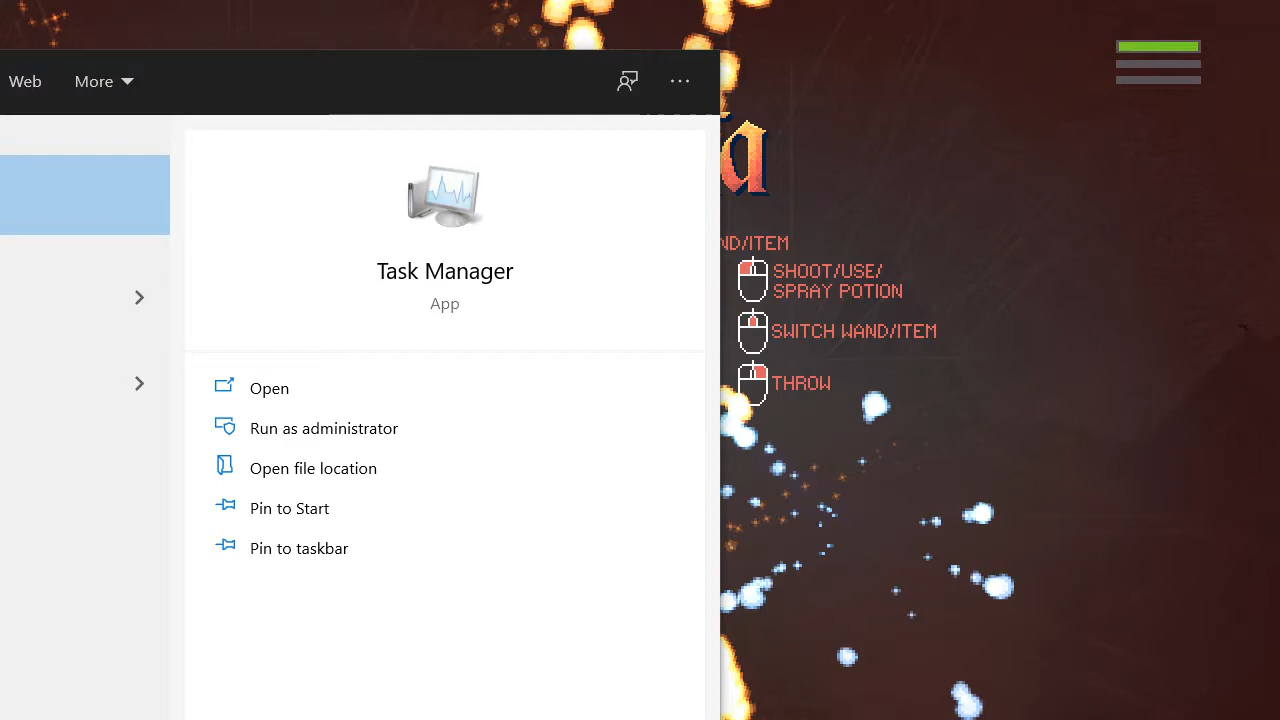 Web More
a
ND/ITEM
SHOOT/USE/
SPRAY POTION
SWITCH WAND/ITEM
THROW
Task Manager
App
Open
Run as administrator
Open file location
Pin to Start
Pin to taskbar